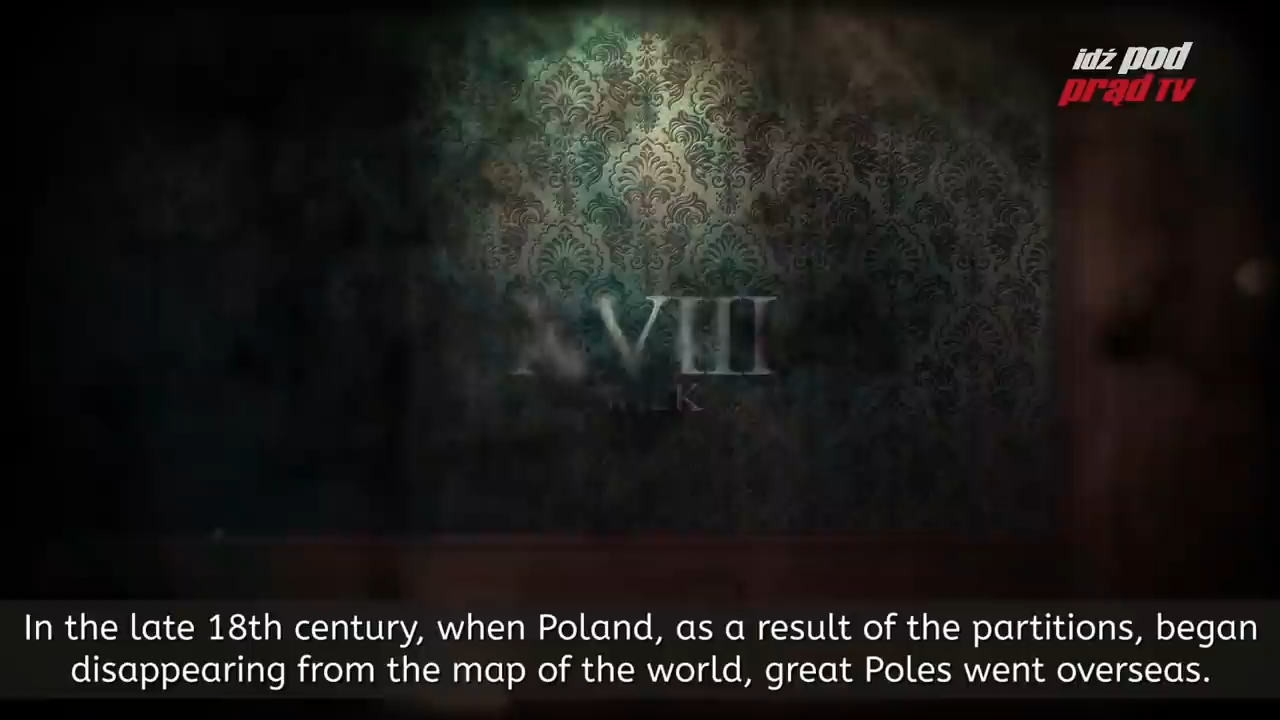 idź pod
prąd TV
XVIII
In the late 18th century, when Poland, as a result of the partitions, began
disappearing from the map of the world, great Poles went overseas.